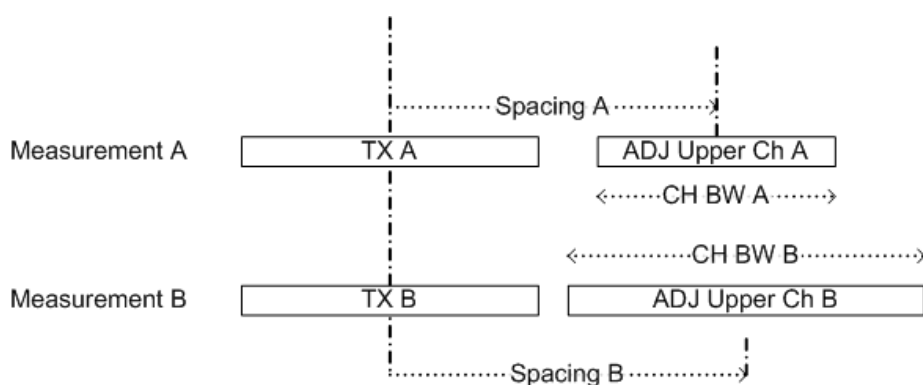 Spacing A
Measurement A
TX A
ADJ Upper Ch A
CH BW A
CH BW B
Measurement B
TX B
ADJ Upper Ch B
Spacing B